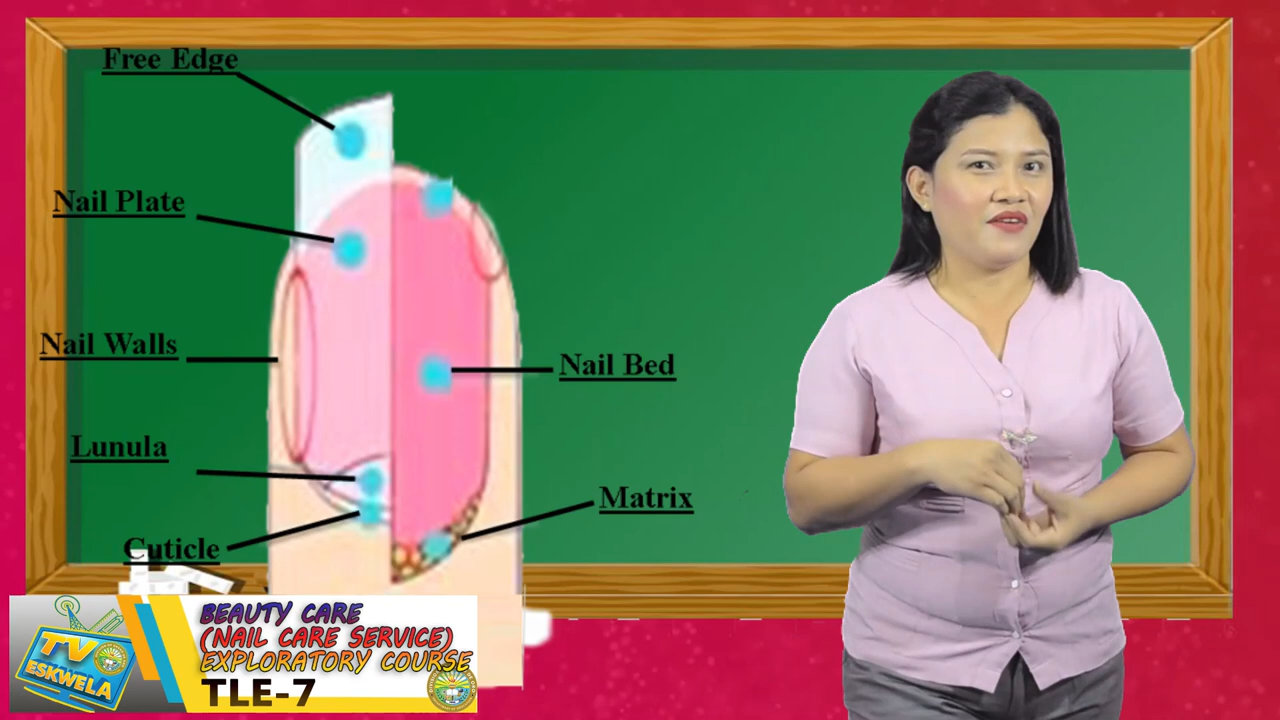 Free Edge
Nail Plate
Nail Walls
Nail Bed
Lunula
Matrix
Cuticle
BEAUTY CARE
(NAIL CARE SERVICE)
EXPLORATORY COURSE
TLE-7
TV
ESKWELA